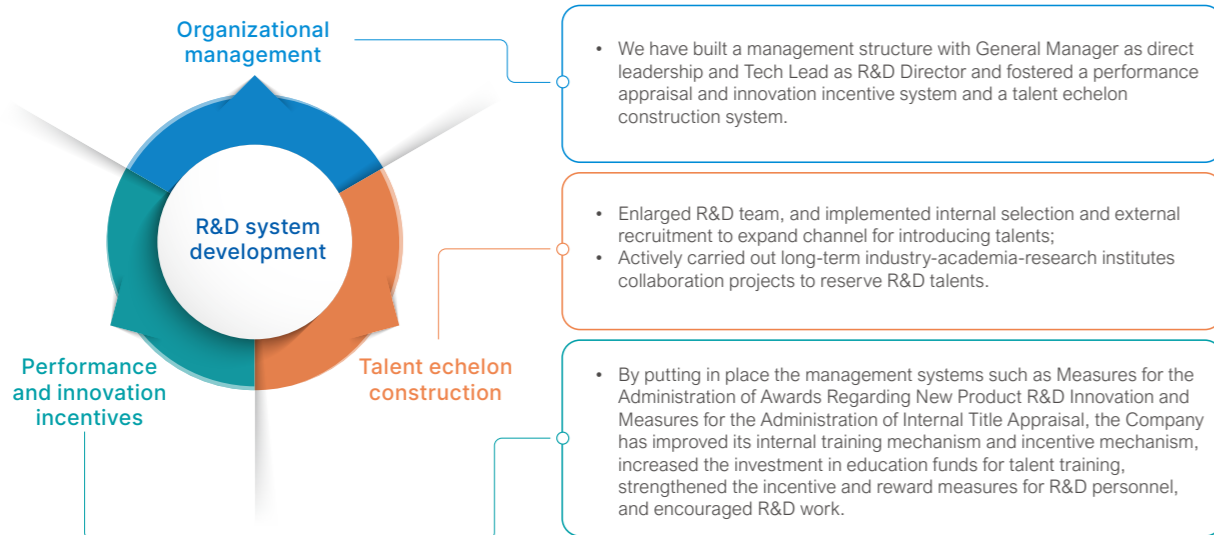 Organizational
management
• We have built a management structure with General Manager as direct
leadership and Tech Lead as R&D Director and fostered a performance
appraisal and innovation incentive system and a talent echelon
construction system.
R&D system
development
• Enlarged R&D team, and implemented internal selection and external
recruitment to expand channel for introducing talents;
• Actively carried out long-term industry-academia-research institutes
collaboration projects to reserve R&D talents.
Performance
and innovation
incentives
Talent echelon
construction
• By putting in place the management systems such as Measures for the
Administration of Awards Regarding New Product R&D Innovation and
Measures for the Administration of Internal Title Appraisal, the Company
has improved its internal training mechanism and incentive mechanism,
increased the investment in education funds for talent training,
strengthened the incentive and reward measures for R&D personnel,
and encouraged R&D work.